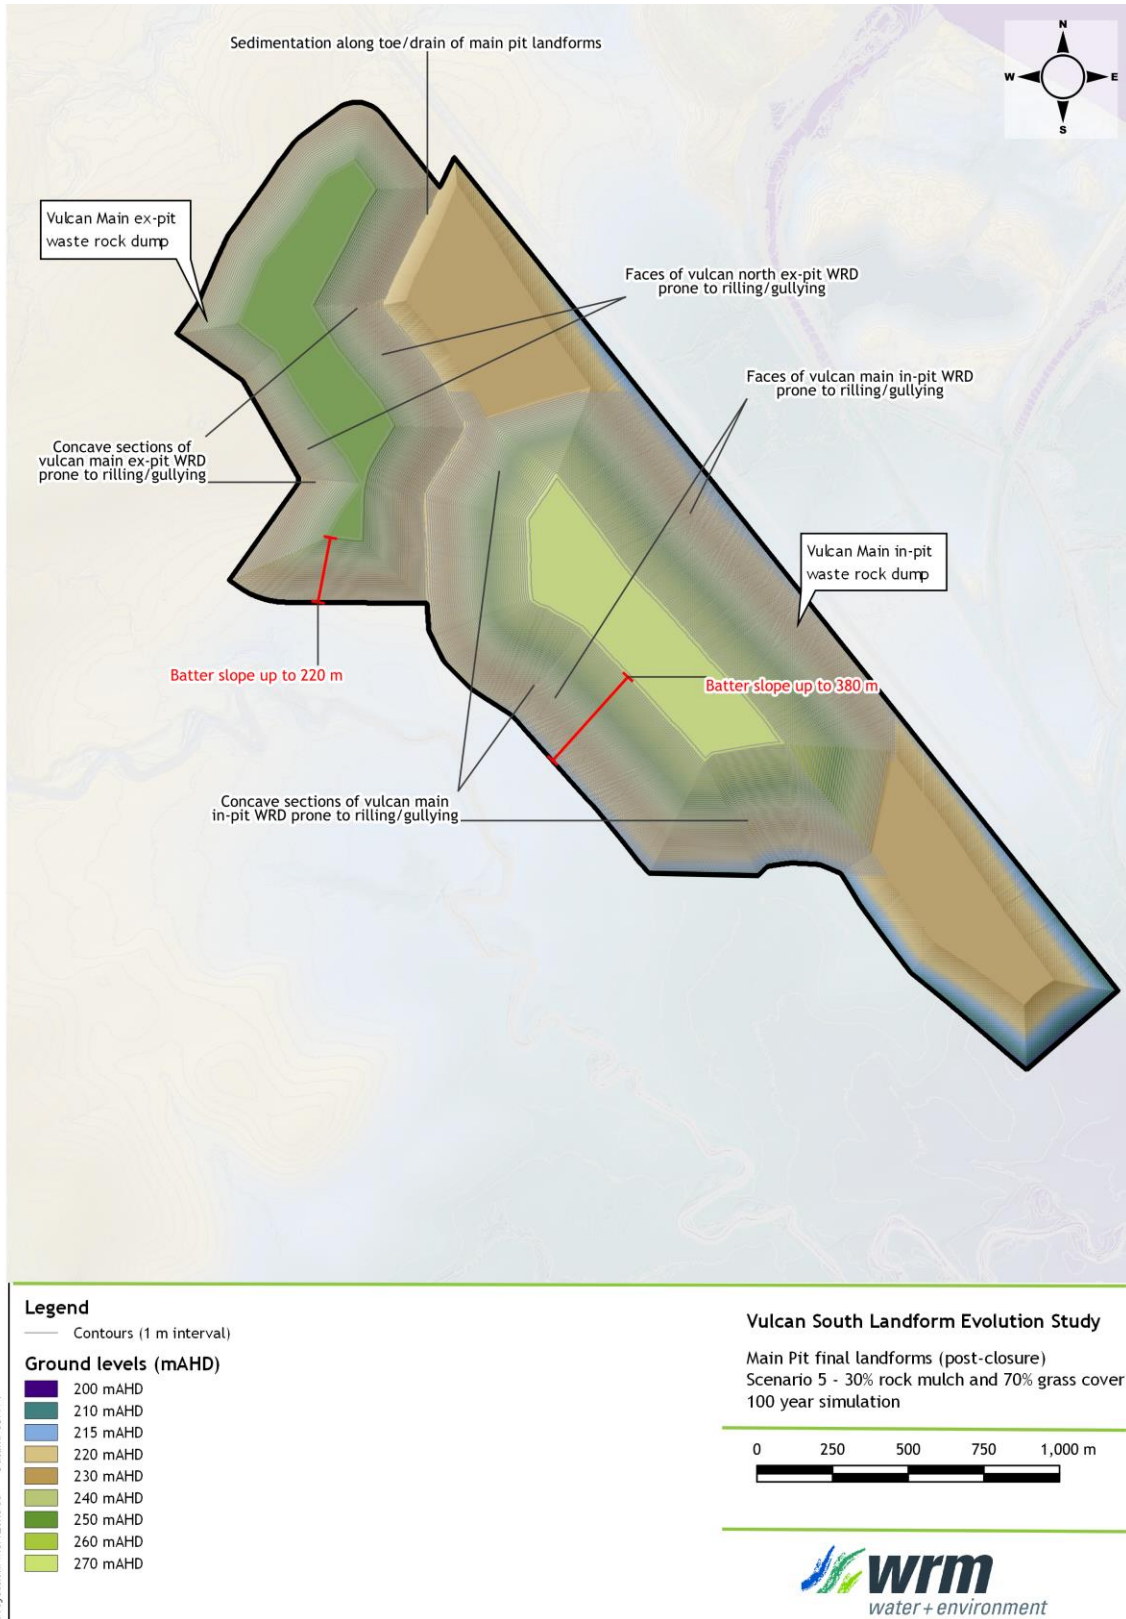 Sedimentation along toe/drain of main pit landforms
N
W
E
S
Vulcan Main ex-pit
waste rock dump
Faces of vulcan north ex-pit WRD
prone to rilling/gullying
Faces of vulcan main in-pit WRD
prone to rilling/gullying
Concave sections of
vulcan main ex-pit WRD
prone to rilling/gullying
Vulcan Main in-pit
waste rock dump
Batter slope up to 220 m
Batter slope up to 380 m
Concave sections of vulcan main
in-pit WRD prone to rilling/gullying
Legend
Contours (1 m interval)
Ground levels (mAHD)
200 mAHD
210 mAHD
215 mAHD
220 mAHD
230 mAHD
240 mAHD
250 mAHD
260 mAHD
270 mAHD
Vulcan South Landform Evolution Study
Main Pit final landforms (post-closure)
Scenario 5 - 30% rock mulch and 70% grass cover
100 year simulation
0 250 500 750 1,000 m
wrm
water + environment